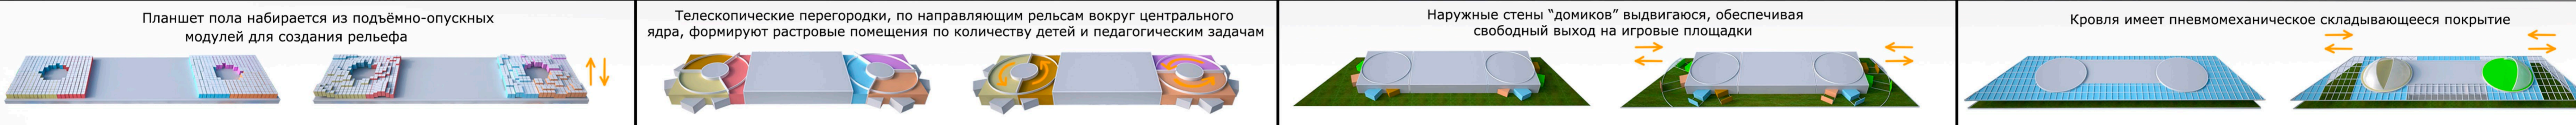 Планшет пола набирается из подъёмно-опускных
модулей для создания рельефа
Телескопические перегородки, по направляющим рельсам вокруг центрального
ядра, формируют растровые помещения по количеству детей и педагогическим задачам
Наружные стены “домиков” выдвигаюся, обеспечивая
свободный выход на игровые площадки
Кровля имеет пневмомеханическое складывающееся покрытие